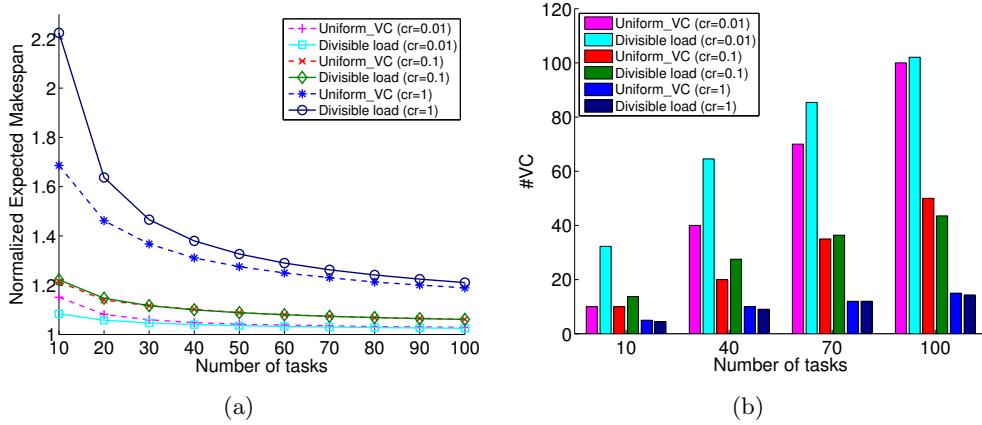 Normalized Expected Makespan
2.2
2
1.8
1.6
1.4
1.2
1
10 20 30 40 50 60 70 80 90 100
Number of tasks
Uniform_VC (cr=0.01)
Divisible load (cr=0.01)
Uniform_VC (cr=0.1)
Divisible load (cr=0.1)
Uniform_VC (cr=1)
Divisible load (cr=1)
(a)
#VC
120
100
80
60
40
20
0
10 40 70 100
Number of tasks
Uniform_VC (cr=0.01)
Divisible load (cr=0.01)
Uniform_VC (cr=0.1)
Divisible load (cr=0.1)
Uniform_VC (cr=1)
Divisible load (cr=1)
(b)